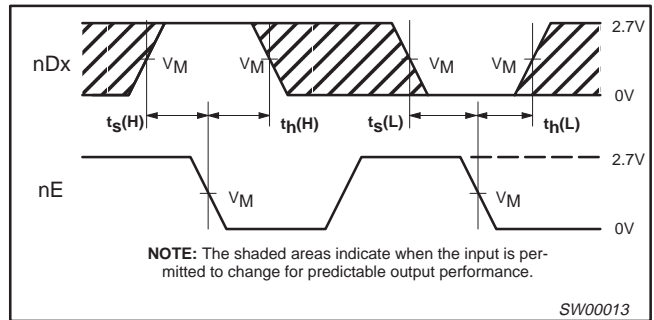 2.7V
nDx
VM VM VM VM
0V
ts(H) th(H) ts(L) th(L)
2.7V
nE
VM VM
0V
NOTE: The shaded areas indicate when the input is per-
mitted to change for predictable output performance.
SW00013